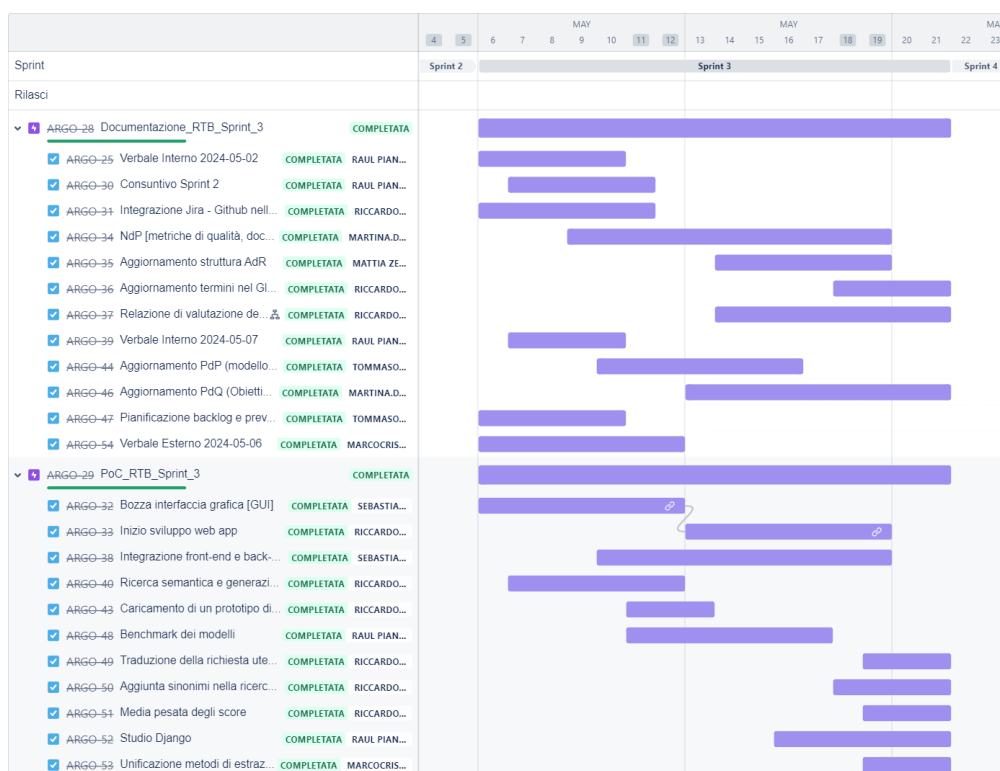 MAY MAY MA
4 5 6 7 8 9 10 11 12 13 14 15 16 17 18 19 20 21 22 23
Sprint Sprint 2 Sprint 3 Sprint 4
Rilasci
ARGO-28 Documentazione_RTB_Sprint_3 COMPLETATA
ARGO-25 Verbale Interno 2024-05-02 COMPLETATA RAUL PIAN...
ARGO-30 Consuntivo Sprint 2 COMPLETATA RAUL PIAN...
ARGO-31 Integrazione Jira - Github nell... COMPLETATA RICCARDO...
ARGO-34 NdP [metriche di qualità, doc... COMPLETATA MARTINA.D...
ARGO-35 Aggiornamento struttura AdR COMPLETATA MATTIA ZE...
ARGO-36 Aggiornamento termini nel Gl... COMPLETATA RICCARDO...
ARGO-37 Relazione di valutazione de... COMPLETATA RICCARDO...
ARGO-39 Verbale Interno 2024-05-07 COMPLETATA RAUL PIAN...
ARGO-44 Aggiornamento PdP (modello... COMPLETATA TOMMASO...
ARGO-46 Aggiornamento PdQ (Obietti... COMPLETATA MARTINA.D...
ARGO-47 Pianificazione backlog e prev... COMPLETATA TOMMASO...
ARGO-54 Verbale Esterno 2024-05-06 COMPLETATA MARCOCRIS...
ARGO-29 PoC_RTB_Sprint_3 COMPLETATA
ARGO-32 Bozza interfaccia grafica [GUI] COMPLETATA SEBASTIA...
ARGO-33 Inizio sviluppo web app COMPLETATA RICCARDO...
ARGO-38 Integrazione front-end e back-... COMPLETATA SEBASTIA...
ARGO-40 Ricerca semantica e generazi... COMPLETATA RICCARDO...
ARGO-43 Caricamento di un prototipo di... COMPLETATA RICCARDO...
ARGO-48 Benchmark dei modelli COMPLETATA RAUL PIAN...
ARGO-49 Traduzione della richiesta ute... COMPLETATA RICCARDO...
ARGO-50 Aggiunta sinonimi nella ricerc... COMPLETATA RICCARDO...
ARGO-51 Media pesata degli score COMPLETATA RICCARDO...
ARGO-52 Studio Django COMPLETATA RAUL PIAN...
ARGO-53 Unificazione metodi di estraz... COMPLETATA MARCOCRIS...